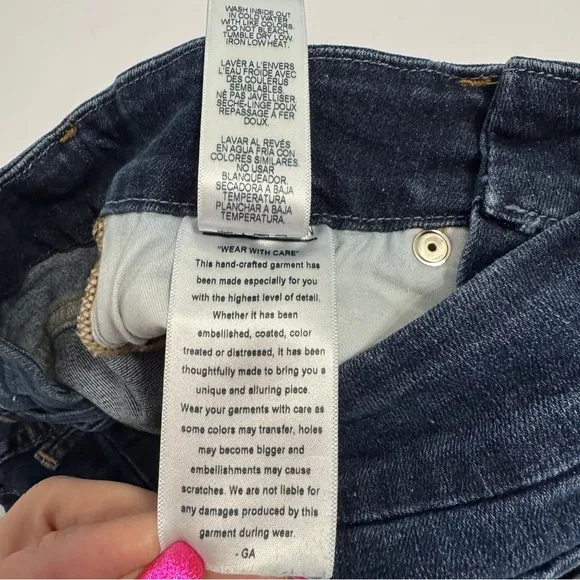 WASH INSIDE OUT
IN COLD WATER
WITH LIKE COLORS.
DO NOT BLEACH.
TUMBLE DRY LOW.
IRON LOW HEAT.
LAVER A L'ENVERS
L'EAU FROIDE AVEC
DES COULERUS
SEMBLABLES.
NE PAS JAVELLISER.
SECHE-LINGE DOUX.
REPASSAGE A FER
DOUX.
LAVAR AL REVÉS
EN AGUA FRIA CON
COLORES SIMILARES.
NO USAR
BLANQUEADOR.
SECADORA A BAJA
TEMPERATURA.
PLANCHAR A BAJA
TEMPERATURA.
"WEAR WITH CARE"
This hand-crafted garment has
been made especially for you
with the highest level of detail.
Whether it has been
embellished, coated, color
treated or distressed, it has been
thoughtfully made to bring you a
unique and alluring piece.
Wear your garments with care as
some colors may transfer, holes
may become bigger and
embellishments may cause
scratches. We are not liable for
any damages produced by this
garment during wear.
- GA